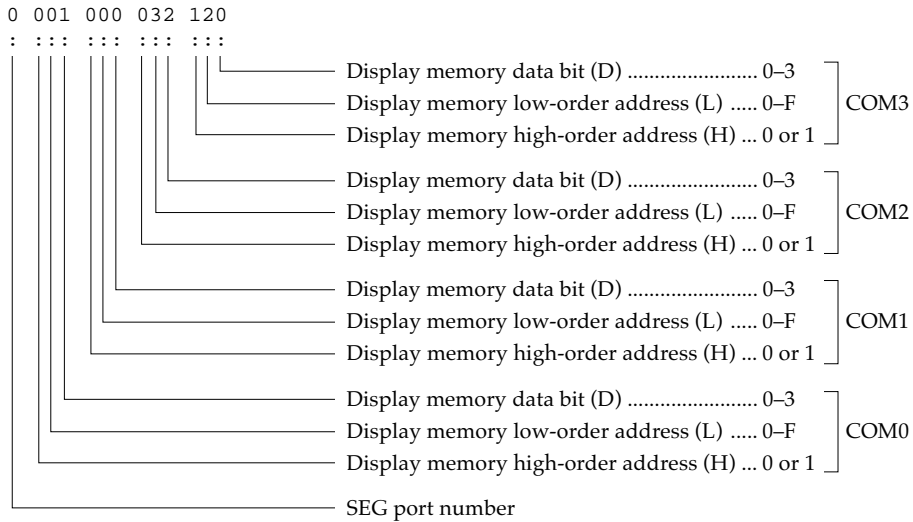 0 001 000 032 120
: ::: ::: ::: :::
Display memory data bit (D) ........................ 0–3
Display memory low-order address (L) ..... 0–F
Display memory high-order address (H) ... 0 or 1
COM3
Display memory data bit (D) ........................ 0–3
Display memory low-order address (L) ..... 0–F
Display memory high-order address (H) ... 0 or 1
COM2
Display memory data bit (D) ........................ 0–3
Display memory low-order address (L) ..... 0–F
Display memory high-order address (H) ... 0 or 1
COM1
Display memory data bit (D) ........................ 0–3
Display memory low-order address (L) ..... 0–F
Display memory high-order address (H) ... 0 or 1
COM0
SEG port number